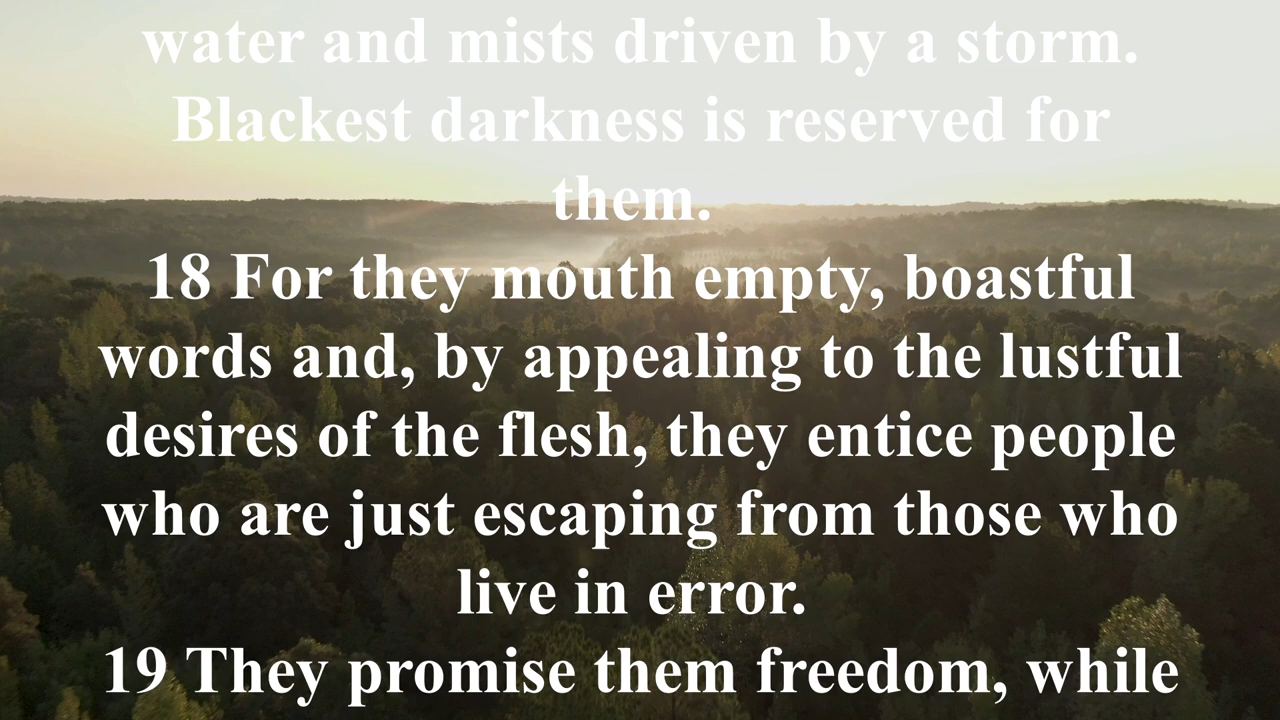 water and mists driven by a storm.
Blackest darkness is reserved for
them.
18 For they mouth empty, boastful
words and, by appealing to the lustful
desires of the flesh, they entice people
who are just escaping from those who
live in error.
19 They promise them freedom, while